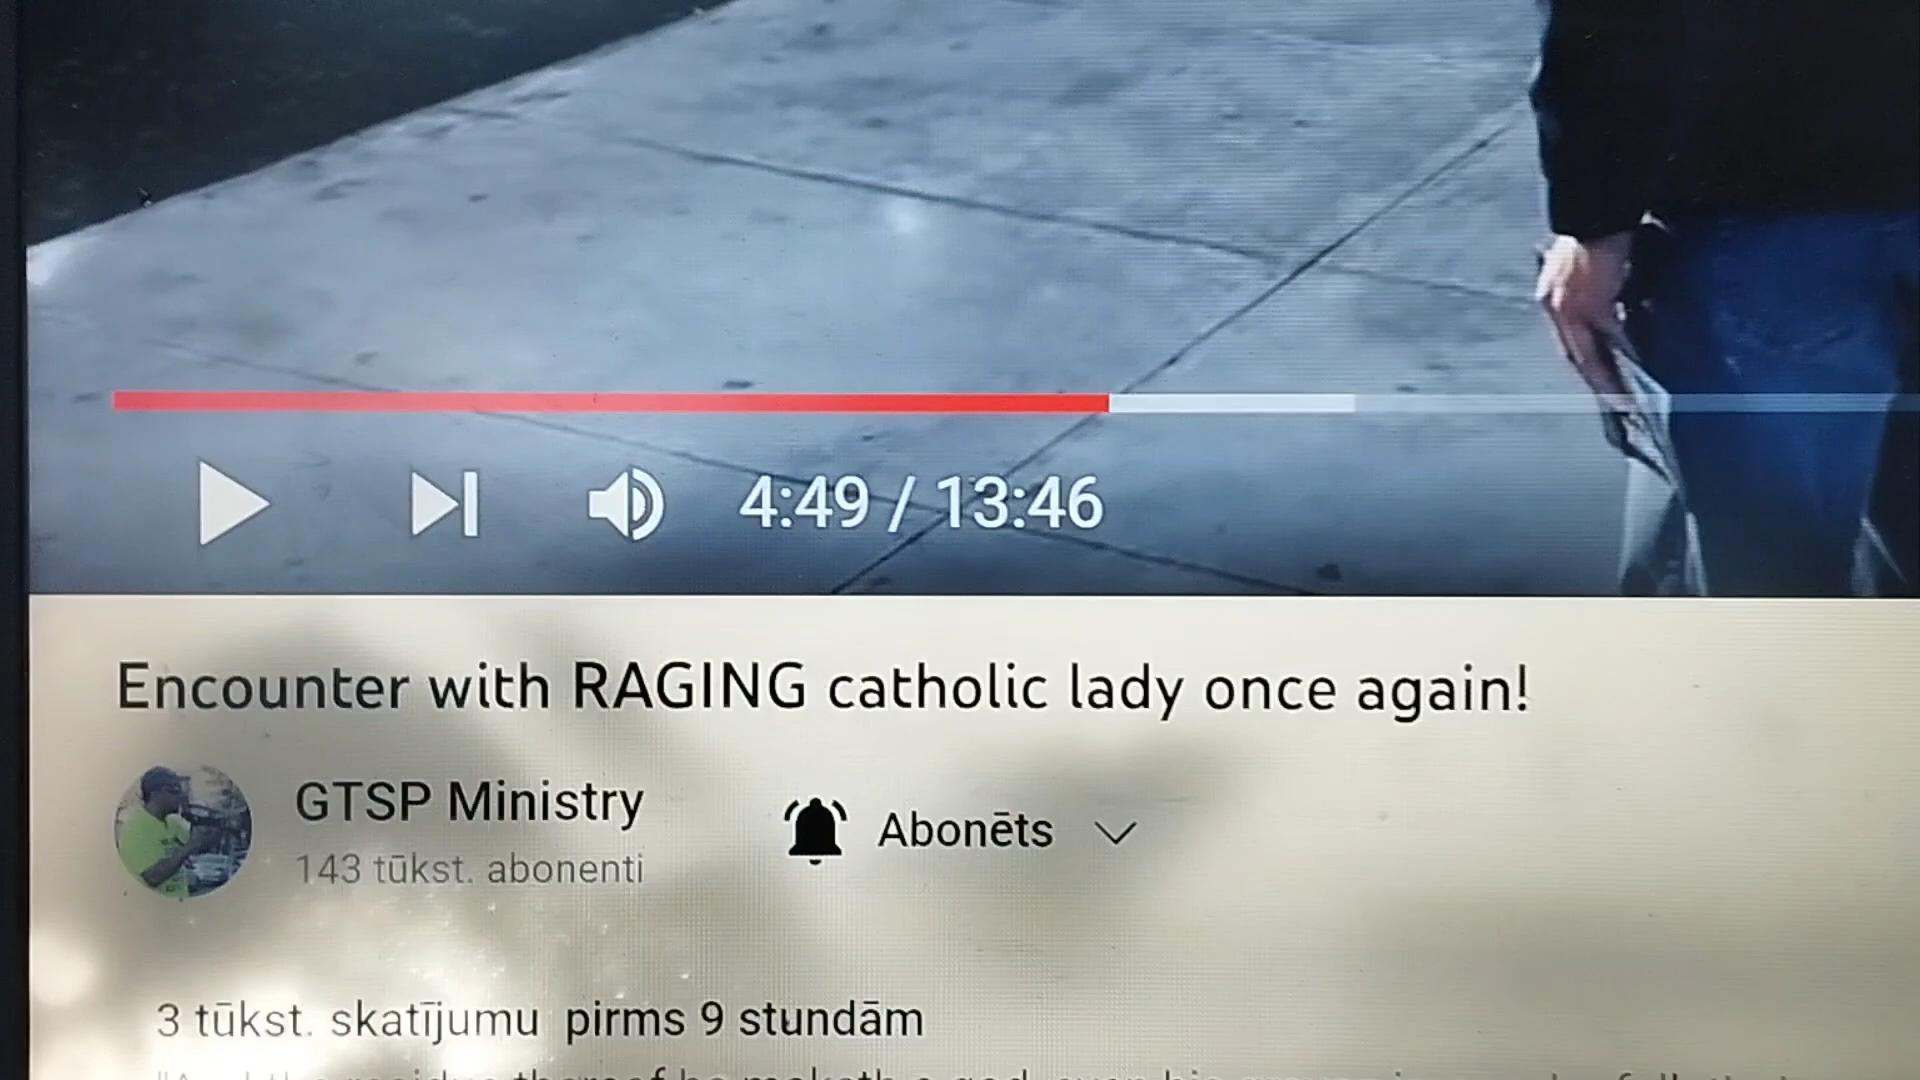 4:49 / 13:46
Encounter with RAGING catholic lady once again!
GTSP Ministry
Abonēts
143 tūkst. abonenti
3 tūkst. skatījumu pirms 9 stundām